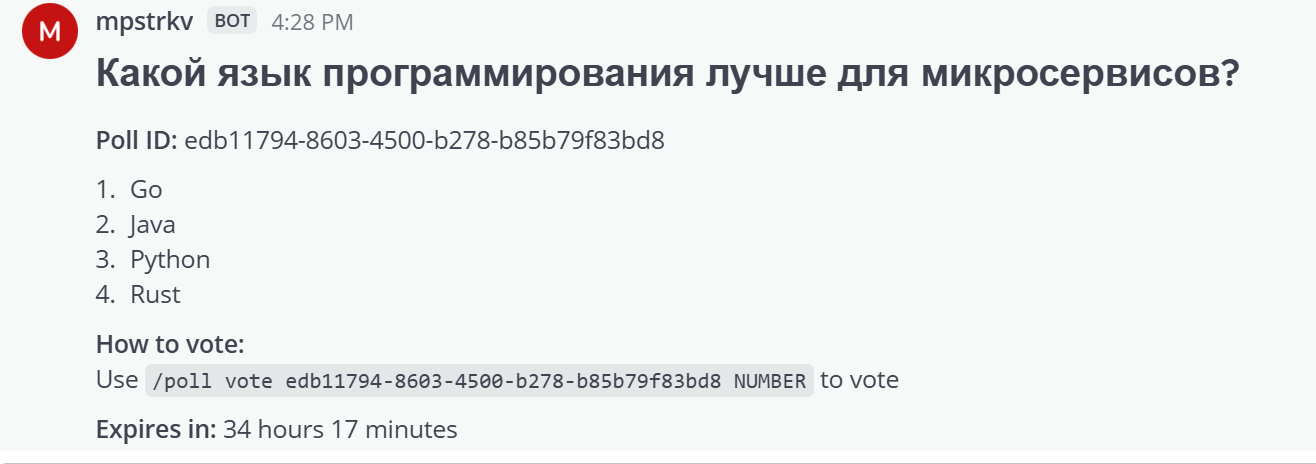 M
mpstrkv BOT 4:28 PM
Какой язык программирования лучше для микросервисов?
Poll ID: edb11794-8603-4500-b278-b85b79f83bd8
1. Go
2. Java
3. Python
4. Rust
How to vote:
Use /poll vote edb11794-8603-4500-b278-b85b79f83bd8 NUMBER to vote
Expires in: 34 hours 17 minutes